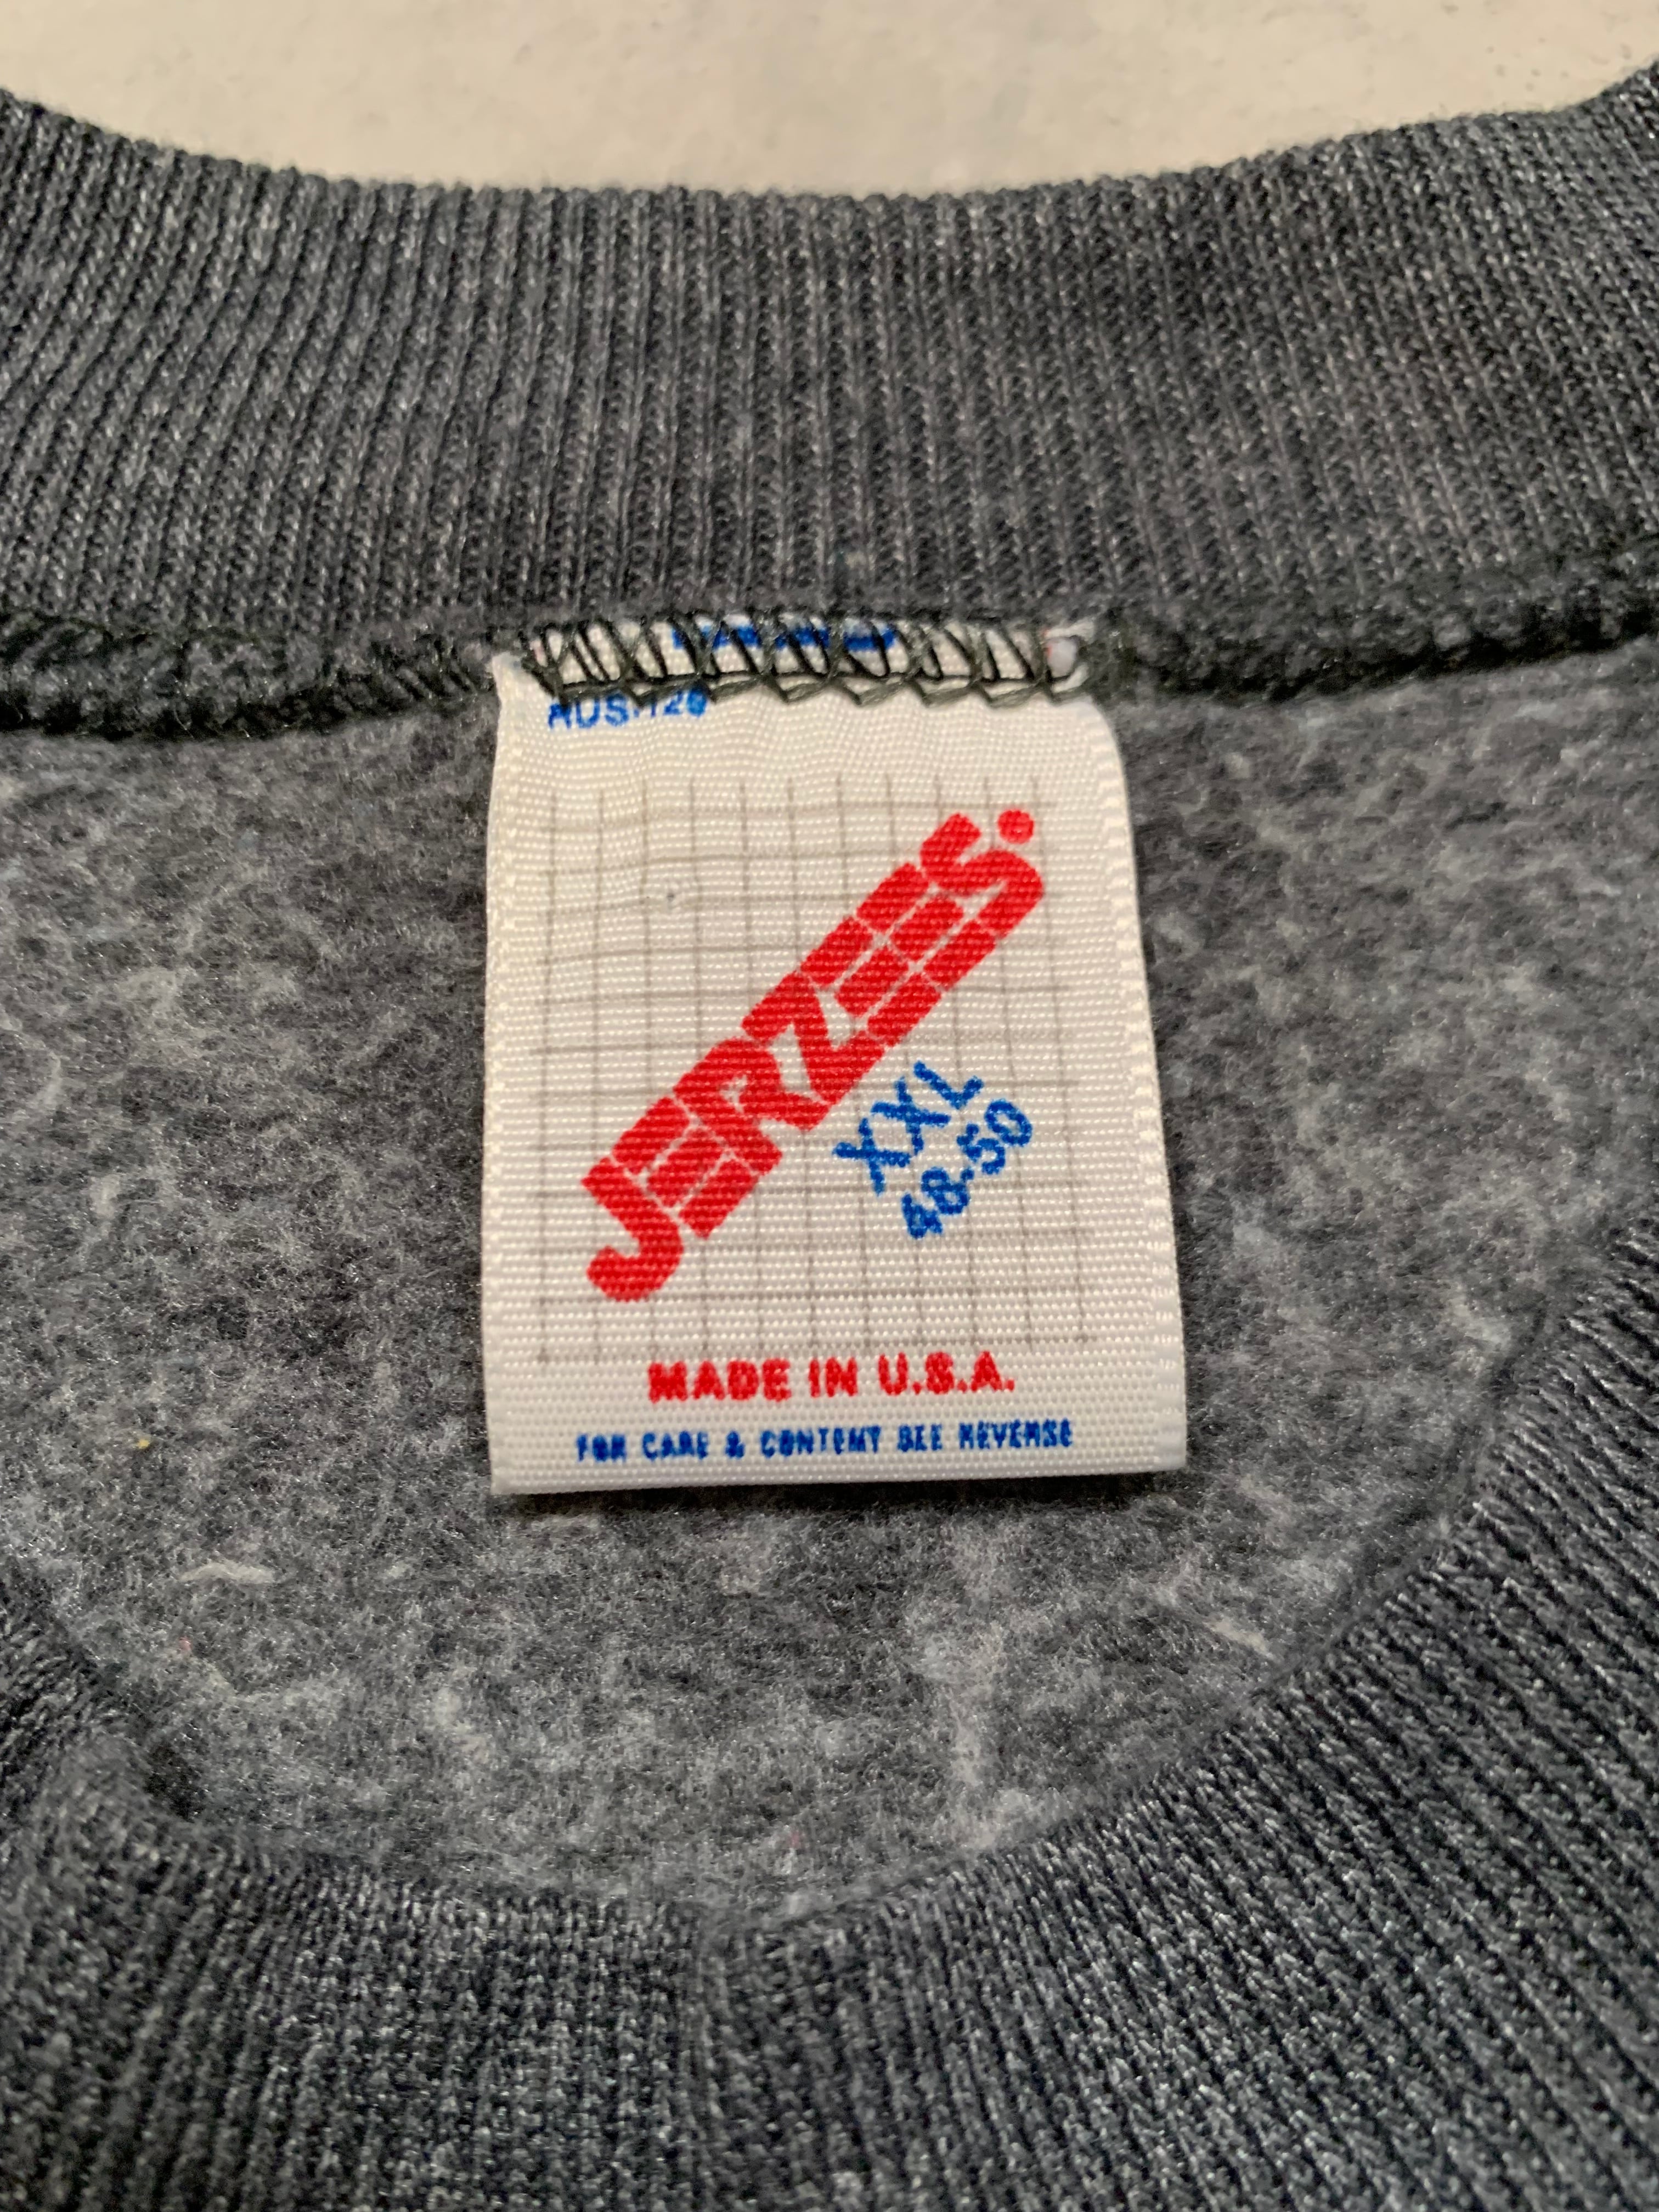 JERZEES.
XXL
48-50
MADE IN U.S.A.
FOR CARE & CONTENT SEE REVERSE